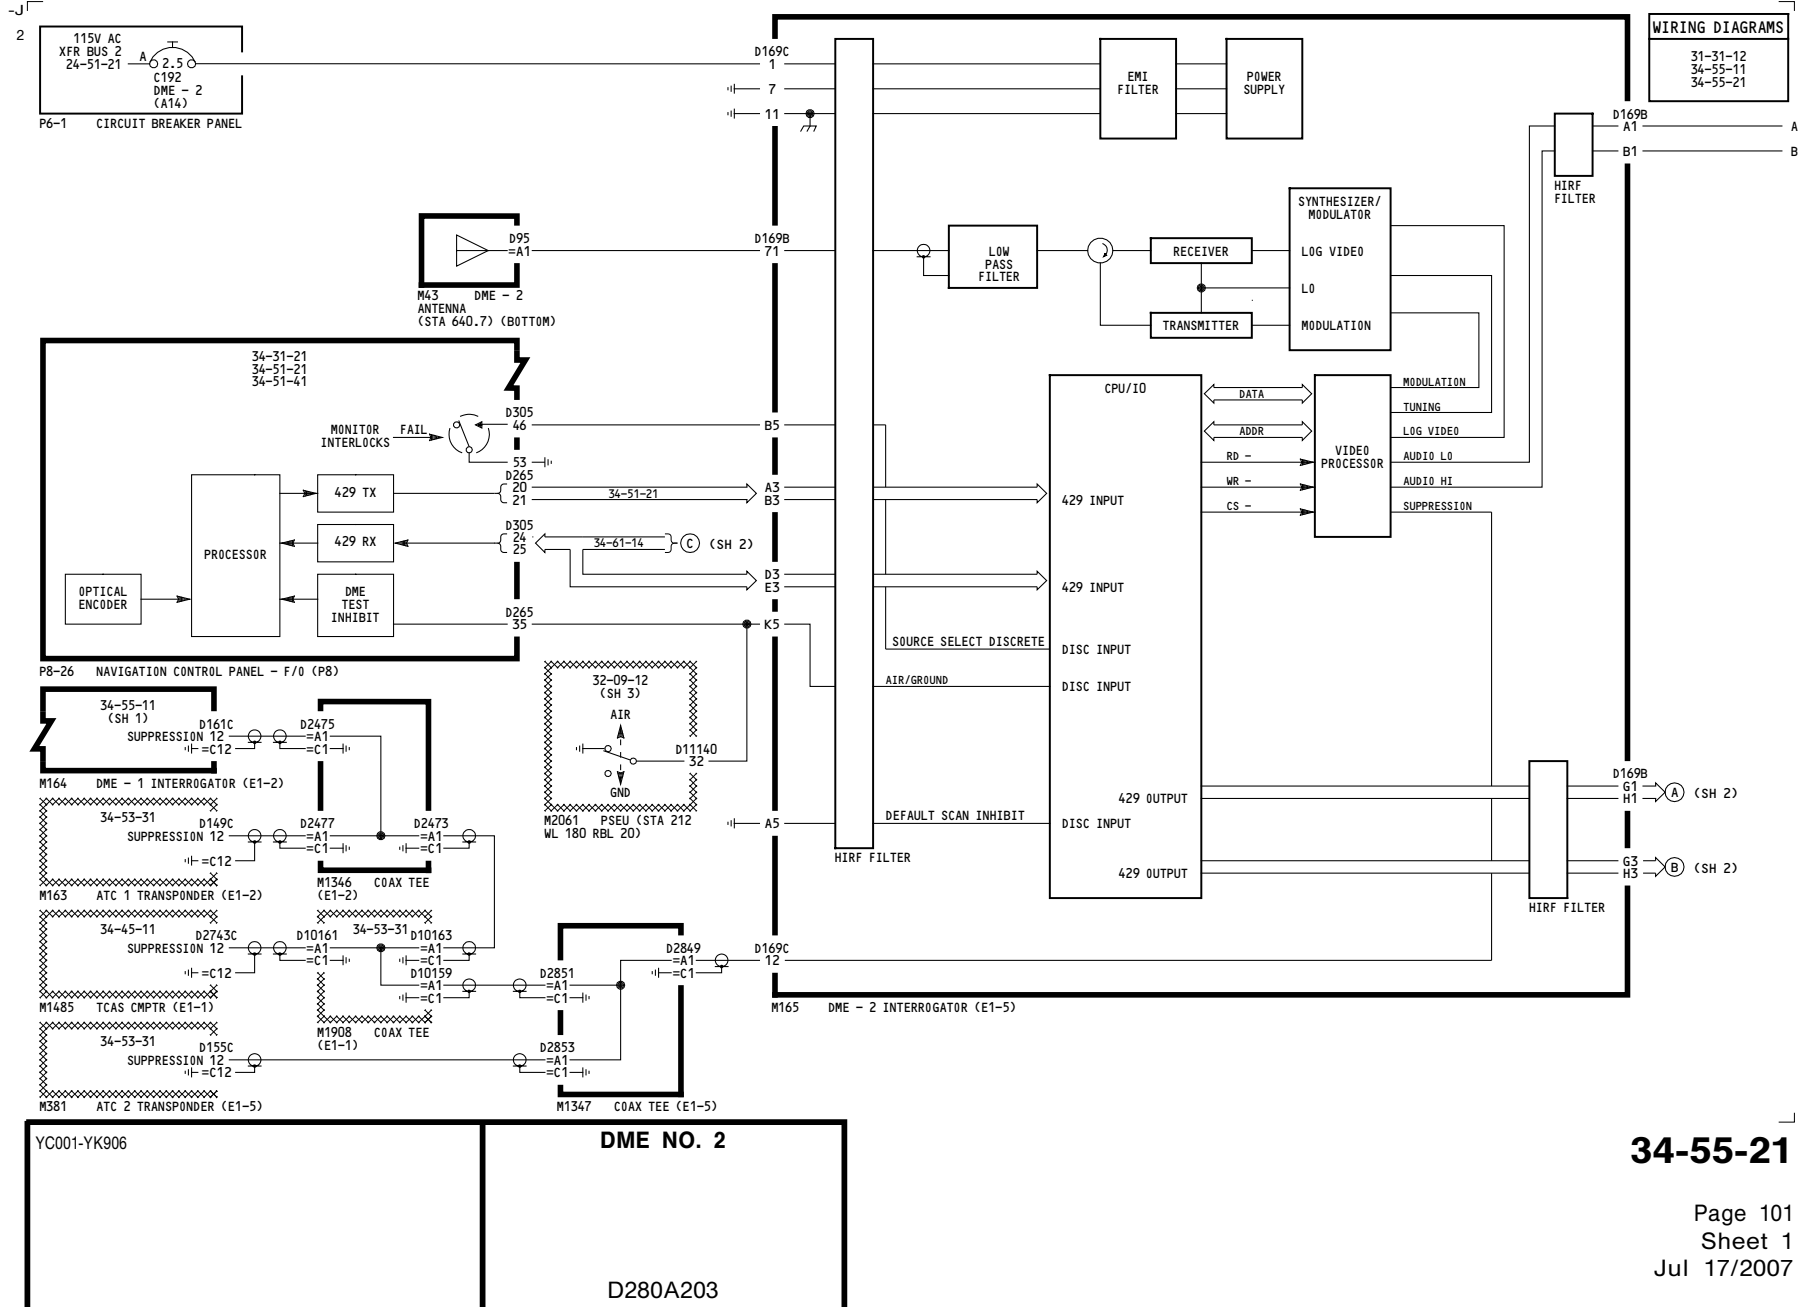 -J
2
115V AC
XFR BUS 2
24-51-21
A
2.5
C192
DME - 2
(A14)
P6-1 CIRCUIT BREAKER PANEL
D169C
1
7
11
EMI
FILTER
POWER
SUPPLY
WIRING DIAGRAMS
31-31-12
34-55-11
34-55-21
D169B
A1
A
B1
B
HIRF
FILTER
D95
=A1
M43 DME - 2
ANTENNA
(STA 640.7) (BOTTOM)
D169B
71
LOW
PASS
FILTER
RECEIVER
TRANSMITTER
SYNTHESIZER/
MODULATOR
LOG VIDEO
LO
MODULATION
34-31-21
34-51-21
34-51-41
MONITOR
INTERLOCKS
FAIL
D305
46
53
D265
20
21
34-51-21
D305
24
25
34-61-14
C (SH 2)
D265
35
429 TX
429 RX
PROCESSOR
OPTICAL
ENCODER
DME
TEST
INHIBIT
P8-26 NAVIGATION CONTROL PANEL - F/O (P8)
B5
A3
B3
D3
E3
K5
A5
CPU/IO
429 INPUT
429 INPUT
SOURCE SELECT DISCRETE
DISC INPUT
AIR/GROUND
DISC INPUT
429 OUTPUT
DEFAULT SCAN INHIBIT
DISC INPUT
429 OUTPUT
HIRF FILTER
DATA
ADDR
RD -
WR -
CS -
VIDEO
PROCESSOR
MODULATION
TUNING
LOG VIDEO
AUDIO LO
AUDIO HI
SUPPRESSION
32-09-12
(SH 3)
AIR
GND
D11140
32
M2061 PSEU (STA 212
WL 180 RBL 20)
D169B
G1
H1
A (SH 2)
G3
H3
B (SH 2)
HIRF FILTER
34-55-11
(SH 1)
D161C
SUPPRESSION 12
=C12
M164 DME - 1 INTERROGATOR (E1-2)
D2475
=A1
=C1
34-53-31
D149C
SUPPRESSION 12
=C12
M163 ATC 1 TRANSPONDER (E1-2)
D2477
=A1
=C1
D2473
=A1
=C1
M1346 COAX TEE
(E1-2)
34-45-11
D2743C
SUPPRESSION 12
=C12
M1485 TCAS CMPTR (E1-1)
D10161
=A1
=C1
34-53-31
D10163
=A1
=C1
D10159
=A1
=C1
M1908 COAX TEE
(E1-1)
D2851
=A1
=C1
D2849
=A1
=C1
D169C
12
M165 DME - 2 INTERROGATOR (E1-5)
34-53-31
D155C
SUPPRESSION 12
=C12
M381 ATC 2 TRANSPONDER (E1-5)
D2853
=A1
=C1
M1347 COAX TEE (E1-5)
YC001-YK906
DME NO. 2
D280A203
34-55-21
Page 101
Sheet 1
Jul 17/2007